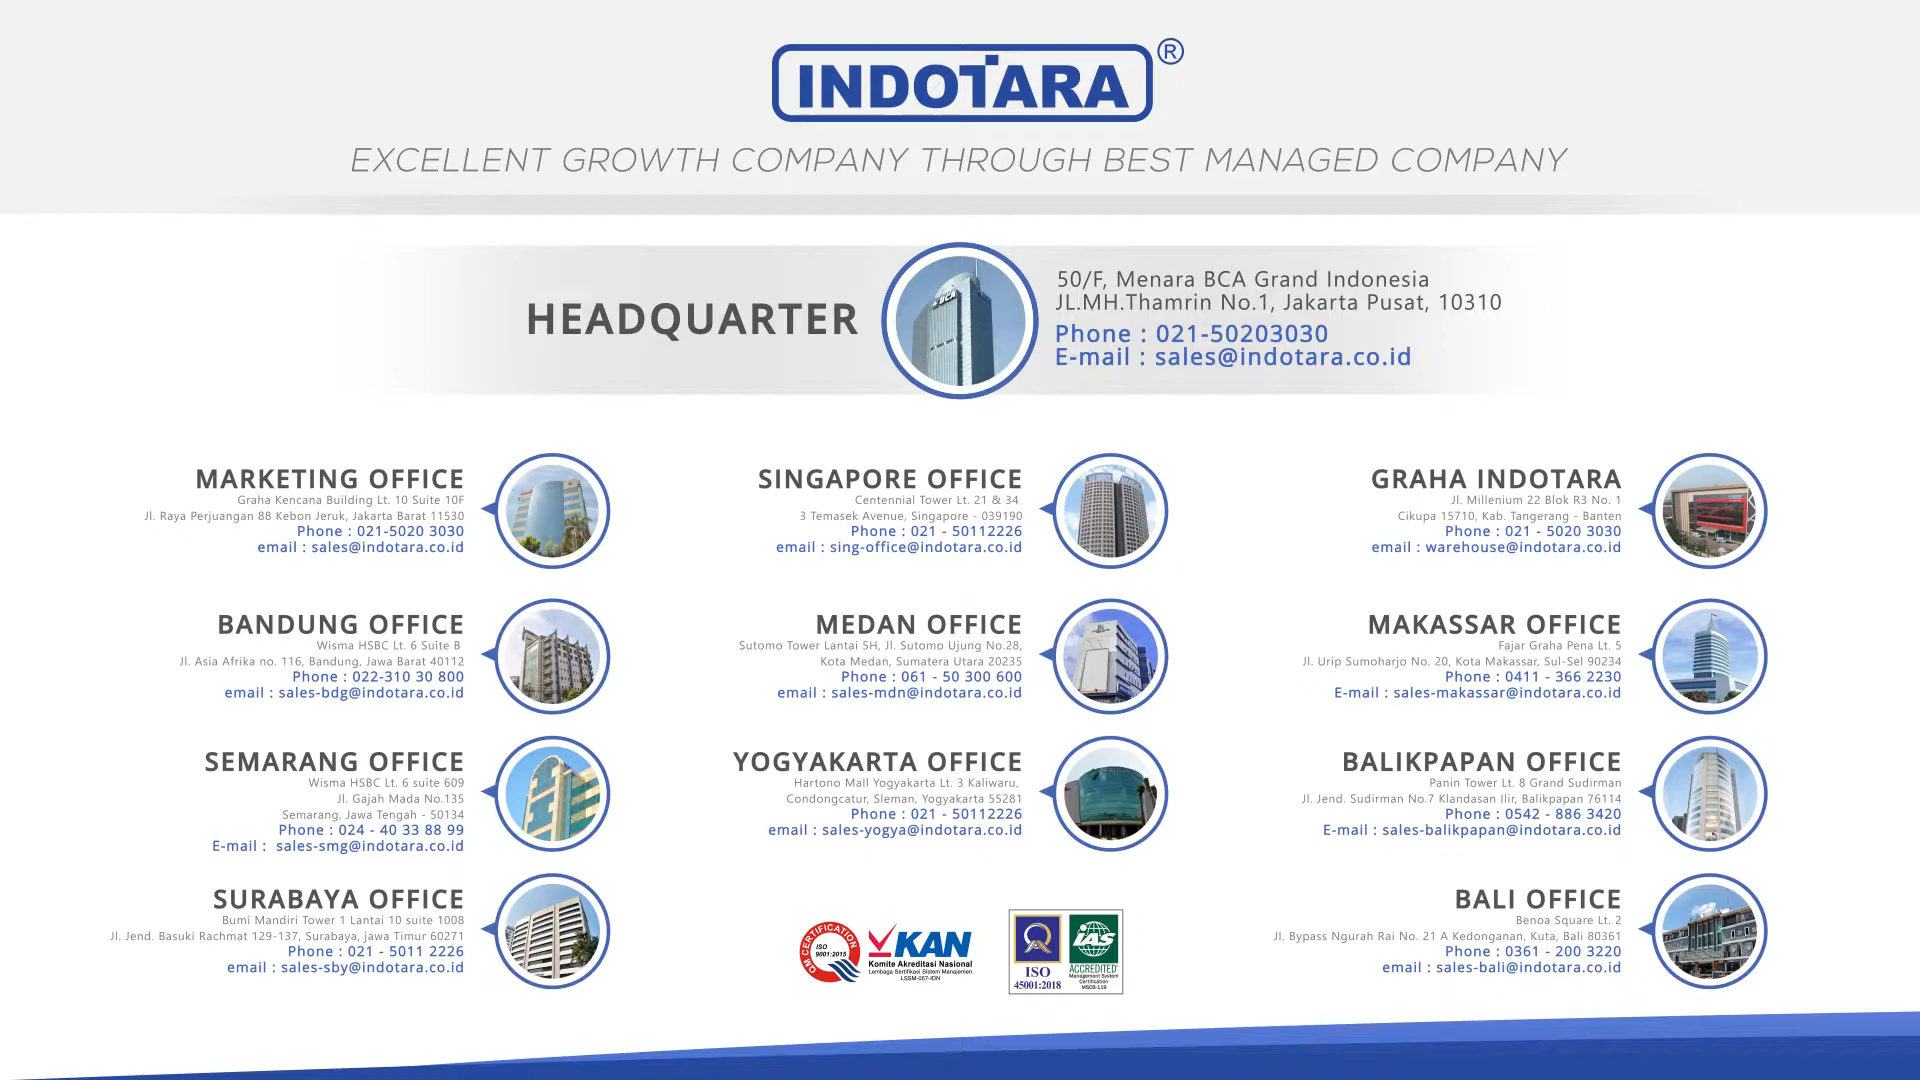 INDOTARA ®
EXCELLENT GROWTH COMPANY THROUGH BEST MANAGED COMPANY
HEADQUARTER
BCA
50/F, Menara BCA Grand Indonesia
JL.MH.Thamrin No.1, Jakarta Pusat, 10310
Phone : 021-50203030
E-mail : sales@indotara.co.id
MARKETING OFFICE
Graha Kencana Building Lt. 10 Suite 10F
Jl. Raya Perjuangan 88 Kebon Jeruk, Jakarta Barat 11530
Phone : 021-5020 3030
email : sales@indotara.co.id
BANDUNG OFFICE
Wisma HSBC Lt. 6 Suite B
Jl. Asia Afrika no. 116, Bandung, Jawa Barat 40112
Phone : 022-310 30 800
email : sales-bdg@indotara.co.id
SEMARANG OFFICE
Wisma HSBC Lt. 6 suite 609
Jl. Gajah Mada No.135
Semarang, Jawa Tengah - 50134
Phone : 024 - 40 33 88 99
E-mail : sales-smg@indotara.co.id
SURABAYA OFFICE
Bumi Mandiri Tower 1 Lantai 10 suite 1008
Jl. Jend. Basuki Rachmat 129-137, Surabaya, jawa Timur 60271
Phone : 021 - 5011 2226
email : sales-sby@indotara.co.id
SINGAPORE OFFICE
Centennial Tower Lt. 21 & 34
3 Temasek Avenue, Singapore - 039190
Phone : 021 - 50112226
email : sing-office@indotara.co.id
MEDAN OFFICE
Sutomo Tower Lantai 5H, Jl. Sutomo Ujung No.28,
Kota Medan, Sumatera Utara 20235
Phone : 061 - 50 300 600
email : sales-mdn@indotara.co.id
YOGYAKARTA OFFICE
Hartono Mall Yogyakarta Lt. 3 Kaliwaru,
Condongcatur, Sleman, Yogyakarta 55281
Phone : 021 - 50112226
email : sales-yogya@indotara.co.id
QM CERTIFICATION
ISO
9001:2015
KAN
Komite Akreditasi Nasional
Lembaga Sertifikasi Sistem Manajemen
LSSM-057-IDN
ISO
45001:2018
IAS
ACCREDITED
Management System
Certification
MSCB-119
GRAHA INDOTARA
Jl. Millenium 22 Blok R3 No. 1
Cikupa 15710, Kab. Tangerang - Banten
Phone : 021 - 5020 3030
email : warehouse@indotara.co.id
MAKASSAR OFFICE
Fajar Graha Pena Lt. 5
Jl. Urip Sumoharjo No. 20, Kota Makassar, Sul-Sel 90234
Phone : 0411 - 366 2230
E-mail : sales-makassar@indotara.co.id
BALIKPAPAN OFFICE
Panin Tower Lt. 8 Grand Sudirman
Jl. Jend. Sudirman No.7 Klandasan Ilir, Balikpapan 76114
Phone : 0542 - 886 3420
E-mail : sales-balikpapan@indotara.co.id
BALI OFFICE
Benoa Square Lt. 2
Jl. Bypass Ngurah Rai No. 21 A Kedonganan, Kuta, Bali 80361
Phone : 0361 - 200 3220
email : sales-bali@indotara.co.id